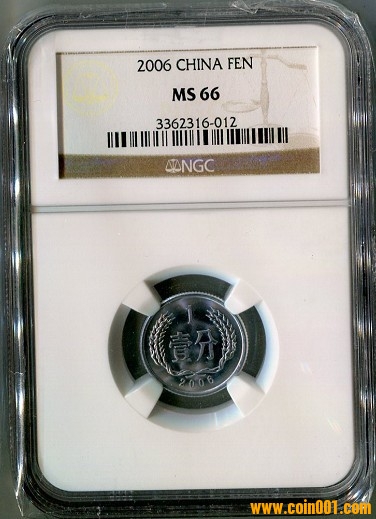 2006 CHINA FEN
MS 66
3362316-012
NGC
1
壹分
2006
www.coin001.com